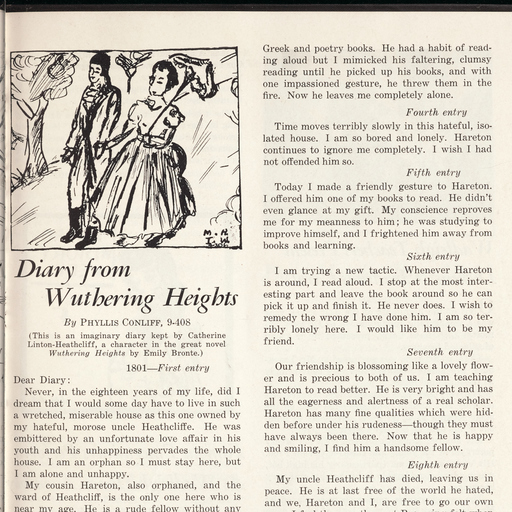 M. R.
Diary from
Wuthering Heights
By PHYLLIS CONLIFF, 9-408
(This is an imaginary diary kept by Catherine
Linton-Heathcliff, a character in the great novel
Wuthering Heights by Emily Bronte.)
1801—First entry
Dear Diary:
Never, in the eighteen years of my life, did I
dream that I would some day have to live in such
a wretched, miserable house as this one owned by
my hateful, morose uncle Heathcliffe. He was
embittered by an unfortunate love affair in his
youth and his unhappiness pervades the whole
house. I am an orphan so I must stay here, but
I am alone and unhappy.
My cousin Hareton, also orphaned, and the
ward of Heathcliff, is the only one here who is
near my age. He is a rude fellow without any
Greek and poetry books. He had a habit of read-
ing aloud but I mimicked his faltering, clumsy
reading until he picked up his books, and with
one impassioned gesture, he threw them in the
fire. Now he leaves me completely alone.
Fourth entry
Time moves terribly slowly in this hateful, iso-
lated house. I am so bored and lonely. Hareton
continues to ignore me completely. I wish I had
not offended him so.
Fifth entry
Today I made a friendly gesture to Hareton.
I offered him one of my books to read. He didn't
even glance at my gift. My conscience reproves
me for my meanness to him; he was studying to
improve himself, and I frightened him away from
books and learning.
Sixth entry
I am trying a new tactic. Whenever Hareton
is around, I read aloud. I stop at the most inter-
esting part and leave the book around so he can
pick it up and finish it. He never does. I wish to
remedy the wrong I have done him. I am so ter-
ribly lonely here. I would like him to be my
friend.
Seventh entry
Our friendship is blossoming like a lovely flow-
er and is precious to both of us. I am teaching
Hareton to read better. He is very bright and has
all the eagerness and alertness of a real scholar.
Hareton has many fine qualities which were hid-
den before under his rudeness—though they must
have always been there. Now that he is happy
and smiling, I find him a handsome fellow.
Eighth entry
My uncle Heathcliff has died, leaving us in
peace. He is at last free of the world he hated,
and we, Hareton and I, are free to go our own